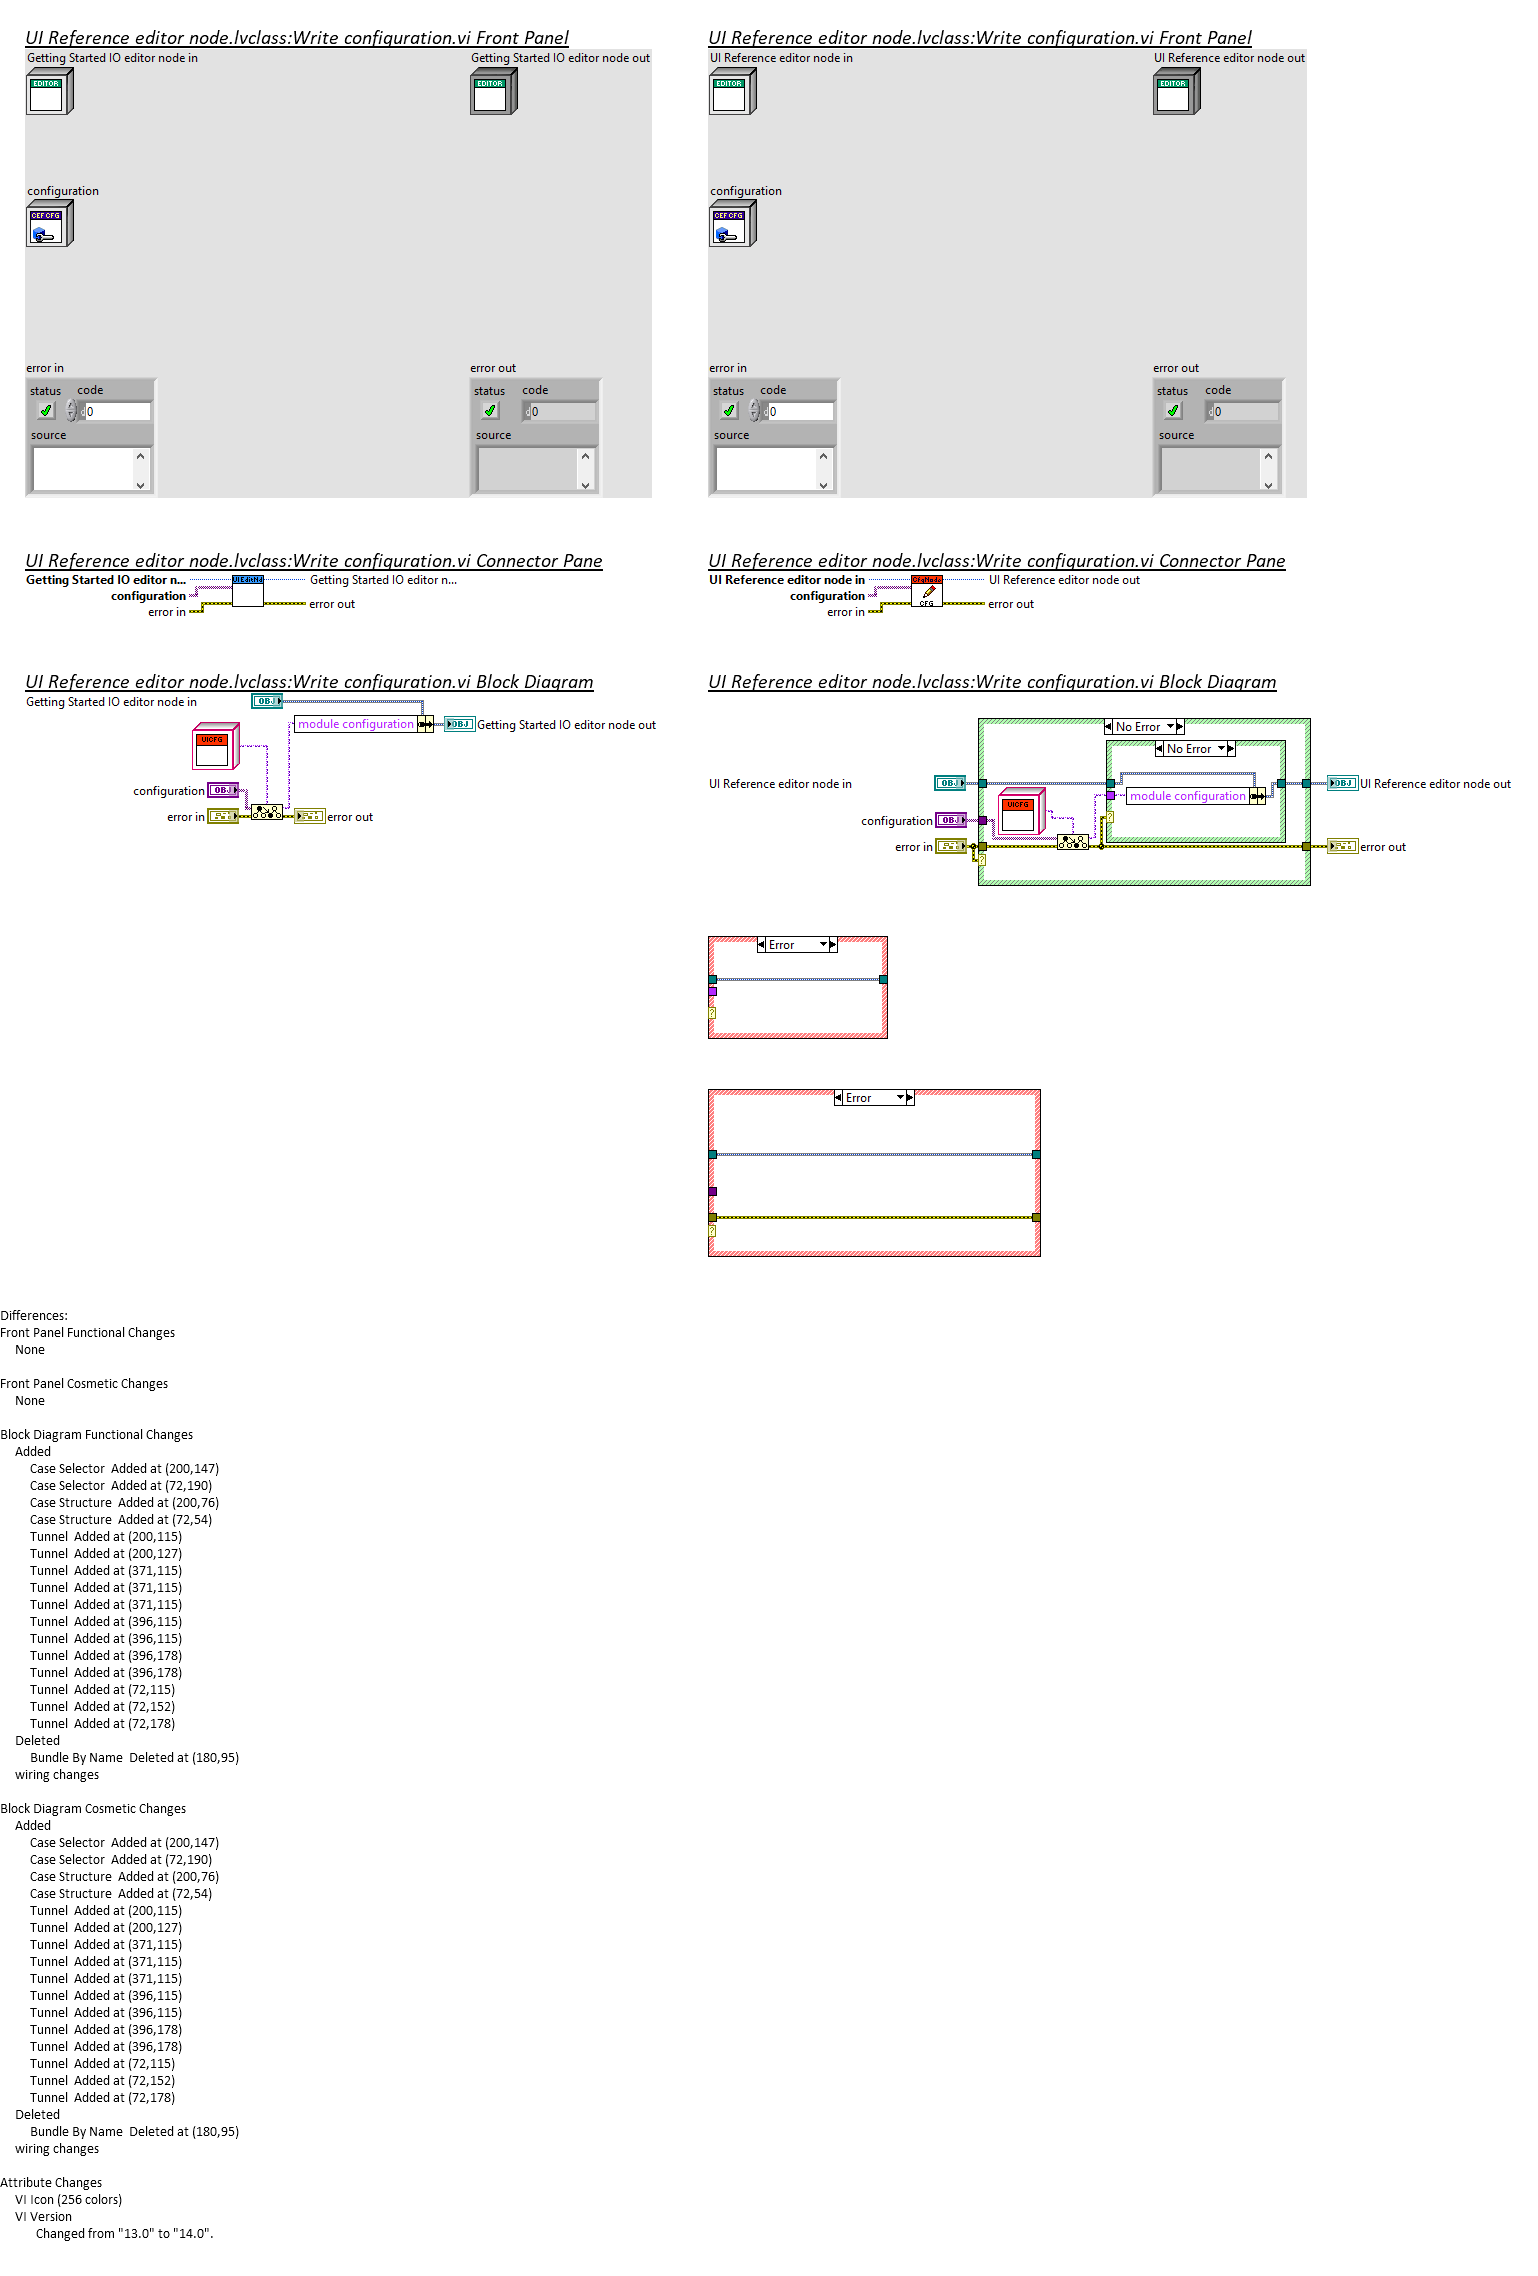 UI Reference editor node.lvclass:Write configuration.vi Front Panel
Getting Started IO editor node in
Getting Started IO editor node out
EDITOR
EDITOR
configuration
CEF CFG
error in
error out
status code
0
source
status code
0
source
UI Reference editor node.lvclass:Write configuration.vi Front Panel
UI Reference editor node in
UI Reference editor node out
EDITOR
EDITOR
configuration
CEF CFG
error in
error out
status code
0
source
status code
0
source
UI Reference editor node.lvclass:Write configuration.vi Connector Pane
Getting Started IO editor n...
configuration
error in
UIEditNd
Getting Started IO editor n...
error out
UI Reference editor node.lvclass:Write configuration.vi Connector Pane
UI Reference editor node in
configuration
error in
CfgNode
CFG
UI Reference editor node out
error out
UI Reference editor node.lvclass:Write configuration.vi Block Diagram
Getting Started IO editor node in
OBJ
module configuration
OBJ
Getting Started IO editor node out
UICFG
configuration
OBJ
error in
error out
UI Reference editor node.lvclass:Write configuration.vi Block Diagram
No Error
No Error
UI Reference editor node in
OBJ
OBJ
UI Reference editor node out
UICFG
module configuration
configuration
OBJ
?
error in
error out
?
Error
?
Error
?
Differences:
Front Panel Functional Changes
None
Front Panel Cosmetic Changes
None
Block Diagram Functional Changes
Added
Case Selector Added at (200,147)
Case Selector Added at (72,190)
Case Structure Added at (200,76)
Case Structure Added at (72,54)
Tunnel Added at (200,115)
Tunnel Added at (200,127)
Tunnel Added at (371,115)
Tunnel Added at (371,115)
Tunnel Added at (371,115)
Tunnel Added at (396,115)
Tunnel Added at (396,115)
Tunnel Added at (396,178)
Tunnel Added at (396,178)
Tunnel Added at (72,115)
Tunnel Added at (72,152)
Tunnel Added at (72,178)
Deleted
Bundle By Name Deleted at (180,95)
wiring changes
Block Diagram Cosmetic Changes
Added
Case Selector Added at (200,147)
Case Selector Added at (72,190)
Case Structure Added at (200,76)
Case Structure Added at (72,54)
Tunnel Added at (200,115)
Tunnel Added at (200,127)
Tunnel Added at (371,115)
Tunnel Added at (371,115)
Tunnel Added at (371,115)
Tunnel Added at (396,115)
Tunnel Added at (396,115)
Tunnel Added at (396,178)
Tunnel Added at (396,178)
Tunnel Added at (72,115)
Tunnel Added at (72,152)
Tunnel Added at (72,178)
Deleted
Bundle By Name Deleted at (180,95)
wiring changes
Attribute Changes
VI Icon (256 colors)
VI Version
Changed from "13.0" to "14.0".